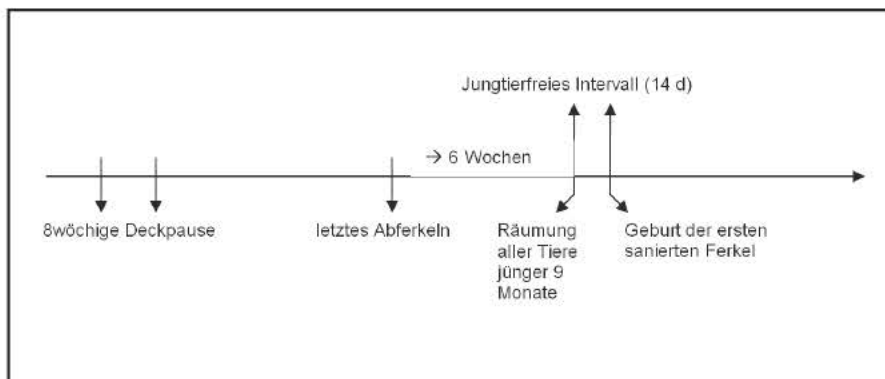 Jungtierfreies Intervall (14 d)
→ 6 Wochen
8wöchige Deckpause
letztes Abferkeln
Räumung
aller Tiere
jünger 9
Monate
Geburt der ersten
sanierten Ferkel